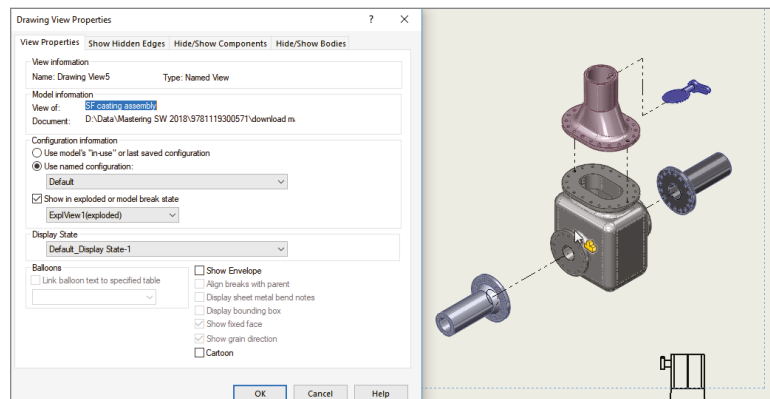 Drawing View Properties
View Properties Show Hidden Edges Hide/Show Components Hide/Show Bodies
View information
Name: Drawing View5 Type: Named View
Model information
View of: SF casting assembly
Document: D:\Data\Mastering SW 2018\9781119300571\download m
Configuration information
Use model's "in-use" or last saved configuration
Use named configuration:
Default
Show in exploded or model break state
ExplView1(exploded)
Display State
Default_Display State-1
Balloons
Link balloon text to specified table
Show Envelope
Align breaks with parent
Display sheet metal bend notes
Display bounding box
Show fixed face
Show grain direction
Cartoon
OK Cancel Help